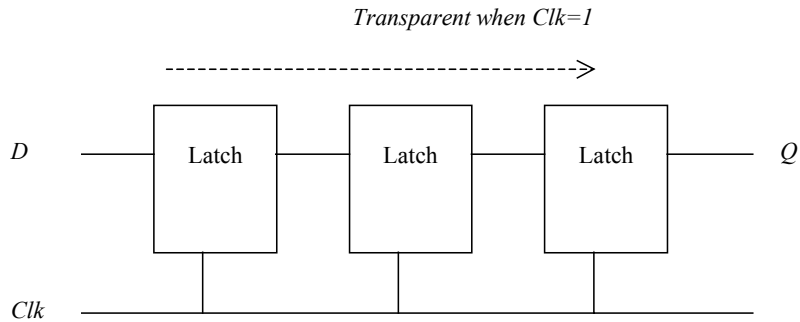 Transparent when Clk=1
D
Latch
Latch
Latch
Q
Clk